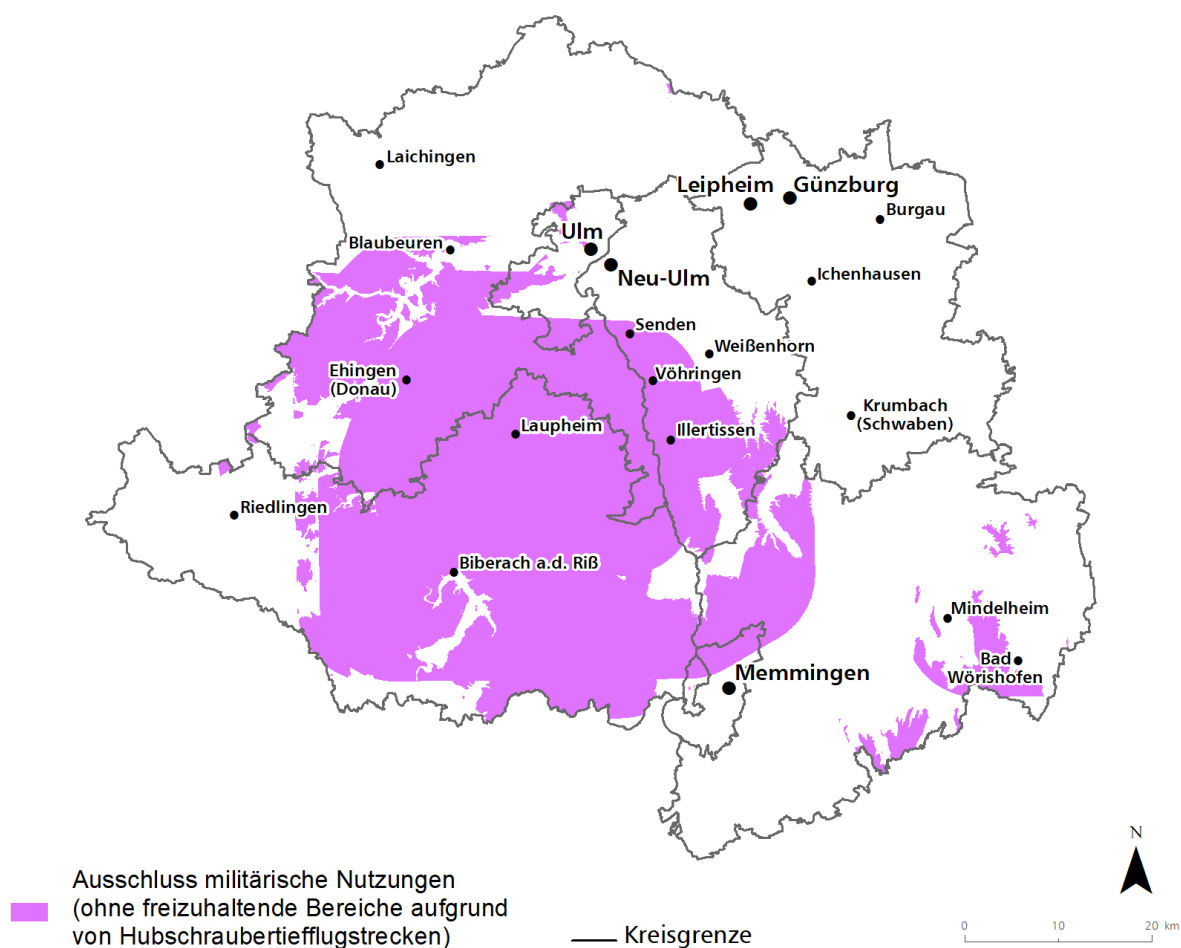 Laichingen
Leipheim
Günzburg
Burgau
Ulm
Blaubeuren
Neu-Ulm
Ichenhausen
Senden
Weißenhorn
Ehingen
(Donau)
Vöhringen
Krumbach
(Schwaben)
Laupheim
Illertissen
Riedlingen
Biberach a.d. Riß
Mindelheim
Bad
Wörishofen
Memmingen
N
Ausschluss militärische Nutzungen
(ohne freizuhaltende Bereiche aufgrund
von Hubschraubertiefflugstrecken)
Kreisgrenze
0 10 20 km